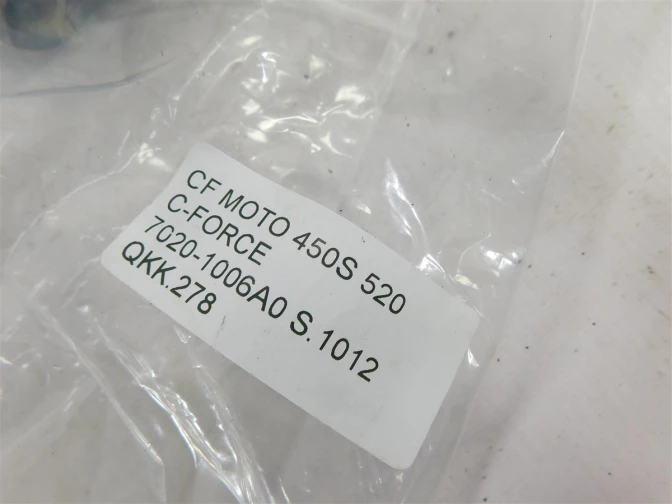 CF MOTO 450S 520
C-FORCE
7020-1006A0 S. 1012
QKK.278